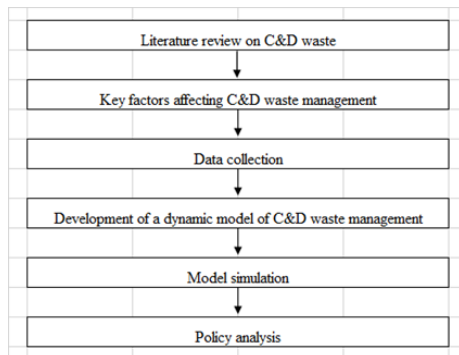 Literature review on C&D waste
Key factors affecting C&D waste management
Data collection
Development of a dynamic model of C&D waste management
Model simulation
Policy analysis